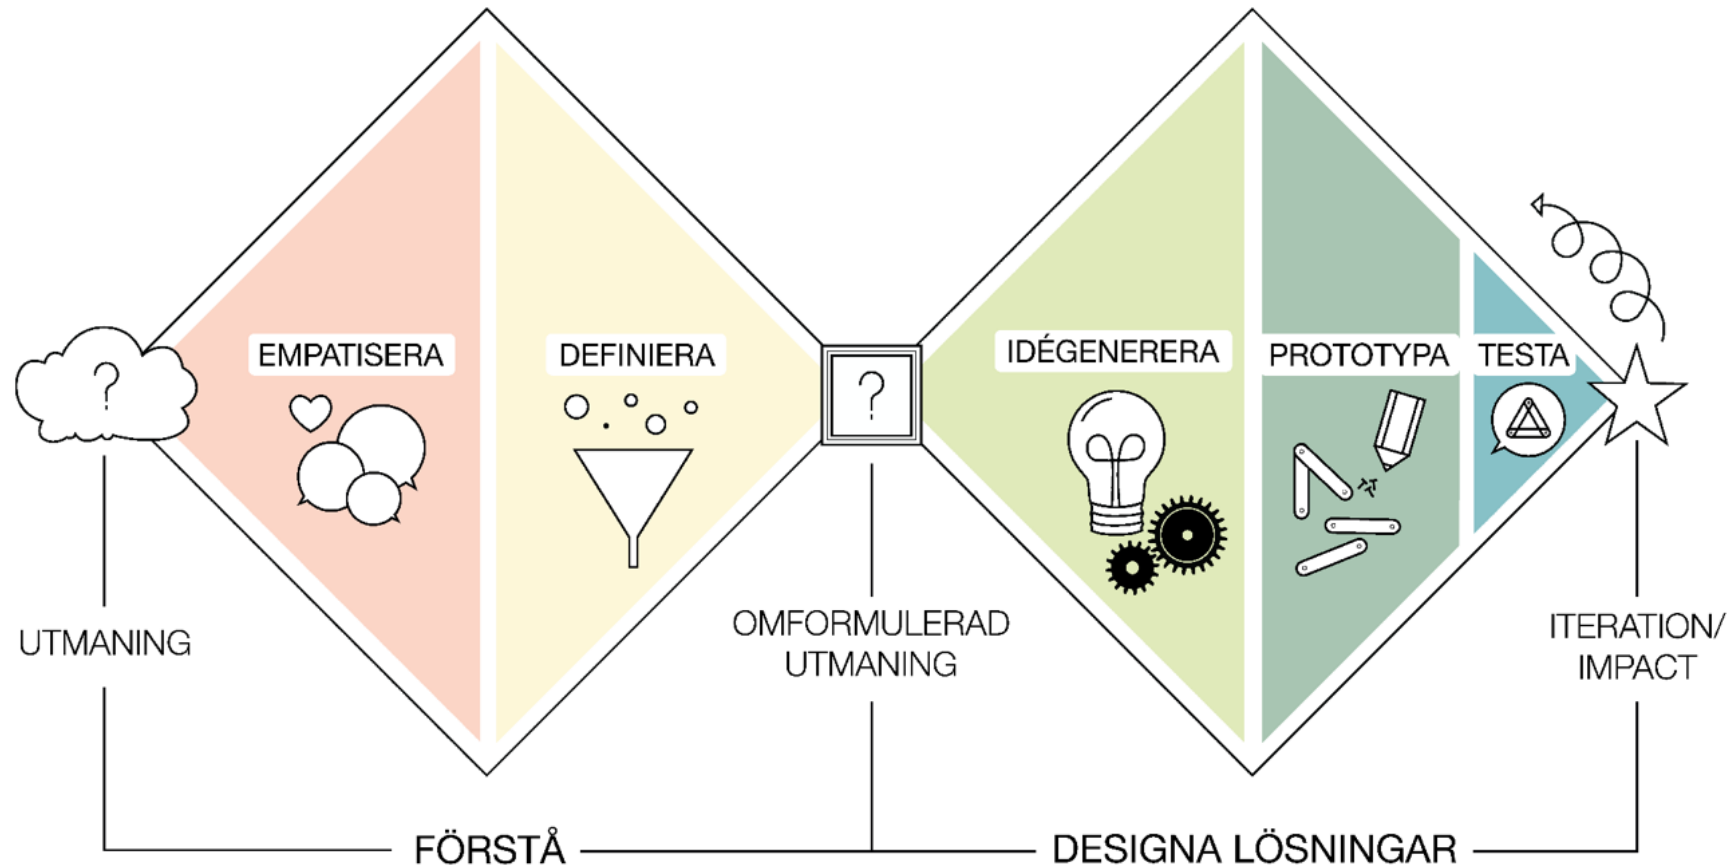 ?
EMPATISERA
DEFINIERA
?
IDÉGENERERA
PROTOTYPA
TESTA
UTMANING
OMFORMULERAD
UTMANING
ITERATION/
IMPACT
FÖRSTÅ
DESIGNA LÖSNINGAR